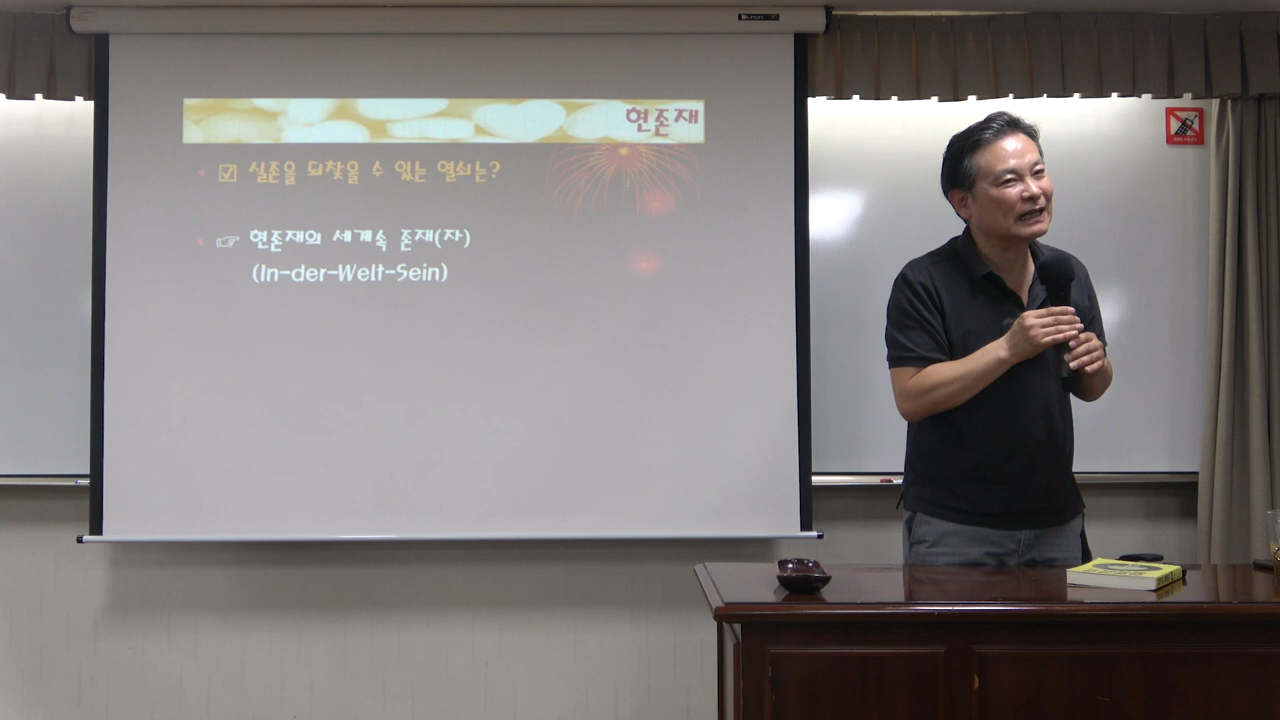 현존재
실존을 되찾을 수 있는 열쇠는?
현존재의 세계속 존재(자)
(In-der-Welt-Sein)